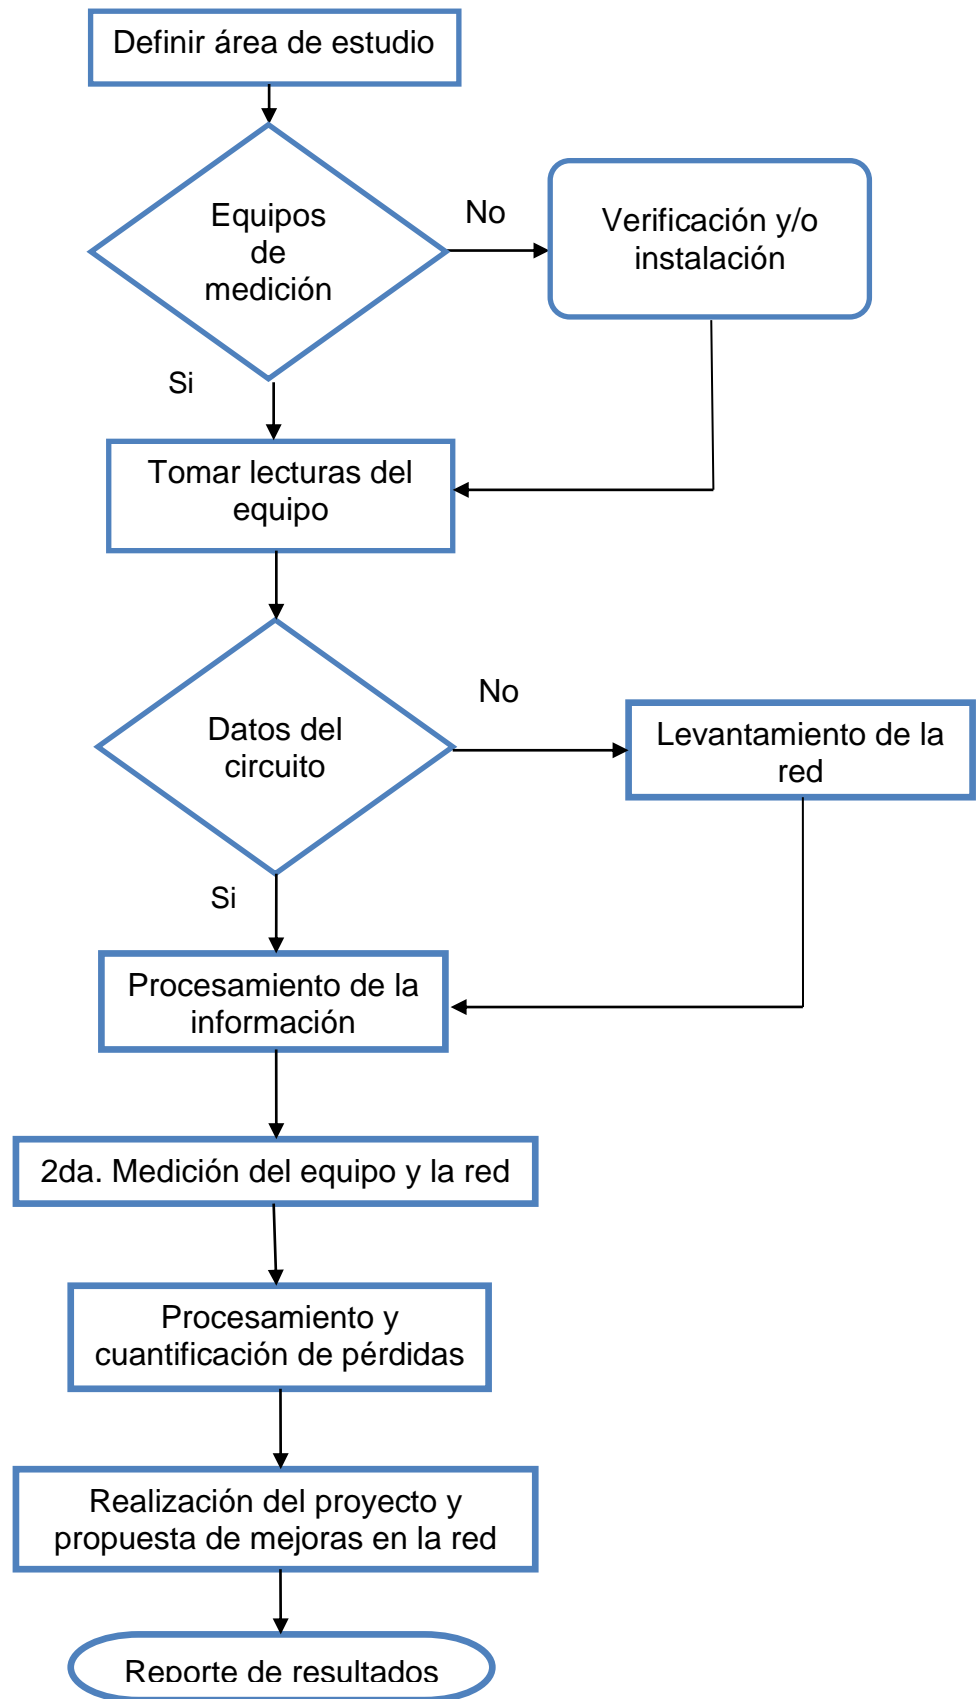 Definir área de estudio
Equipos
de
medición
No
Verificación y/o
instalación
Si
Tomar lecturas del
equipo
Datos del
circuito
No
Levantamiento de la
red
Si
Procesamiento de la
información
2da. Medición del equipo y la red
Procesamiento y
cuantificación de pérdidas
Realización del proyecto y
propuesta de mejoras en la red
Reporte de resultados